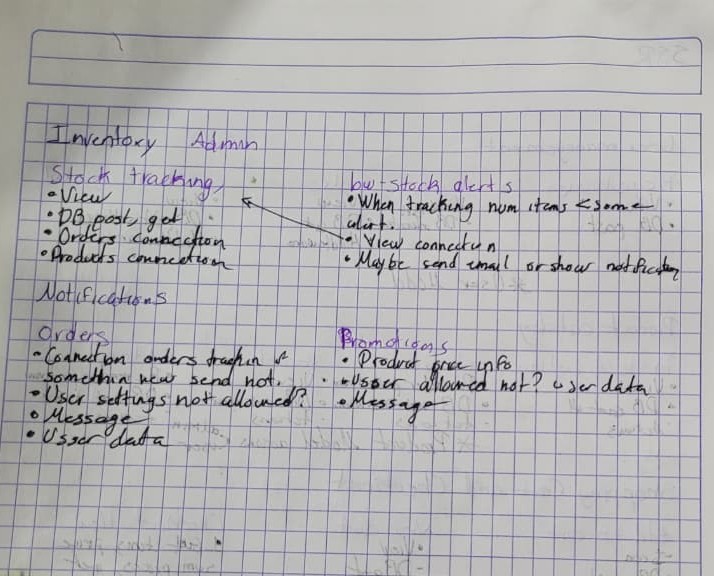 Inventory Admin
Stock tracking
• View
• DB post, get
• Orders connection
• Products connection
low-stock alerts
• When tracking num items < some
alert.
• View connectun
• Maybe send email or show notification
Notifications
Orders
• Connection orders trackin if
somethin new send not.
• User settings not allowed?
• Message
• Usser data
Promotions
• Product price info
• Usser allowed not? user data
• Message